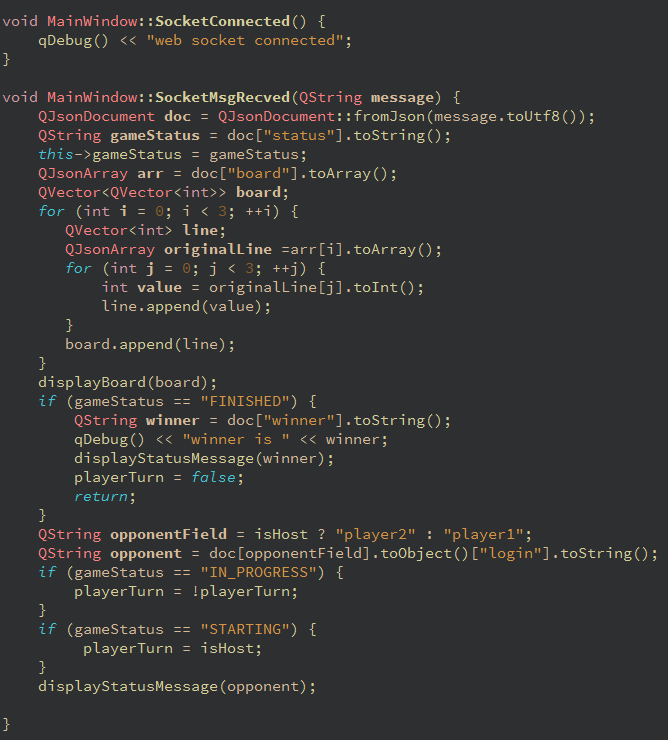 void MainWindow::SocketConnected() {
    qDebug() << "web socket connected";
}

void MainWindow::SocketMsgRecved(QString message) {
    QJsonDocument doc = QJsonDocument::fromJson(message.toUtf8());
    QString gameStatus = doc["status"].toString();
    this->gameStatus = gameStatus;
    QJsonArray arr = doc["board"].toArray();
    QVector<QVector<int>> board;
    for (int i = 0; i < 3; ++i) {
       QVector<int> line;
       QJsonArray originalLine =arr[i].toArray();
       for (int j = 0; j < 3; ++j) {
           int value = originalLine[j].toInt();
           line.append(value);
       }
       board.append(line);
    }
    displayBoard(board);
    if (gameStatus == "FINISHED") {
        QString winner = doc["winner"].toString();
        qDebug() << "winner is " << winner;
        displayStatusMessage(winner);
        playerTurn = false;
        return;
    }
    QString opponentField = isHost ? "player2" : "player1";
    QString opponent = doc[opponentField].toObject()["login"].toString();
    if (gameStatus == "IN_PROGRESS") {
        playerTurn = !playerTurn;
    }
    if (gameStatus == "STARTING") {
         playerTurn = isHost;
    }
    displayStatusMessage(opponent);

}